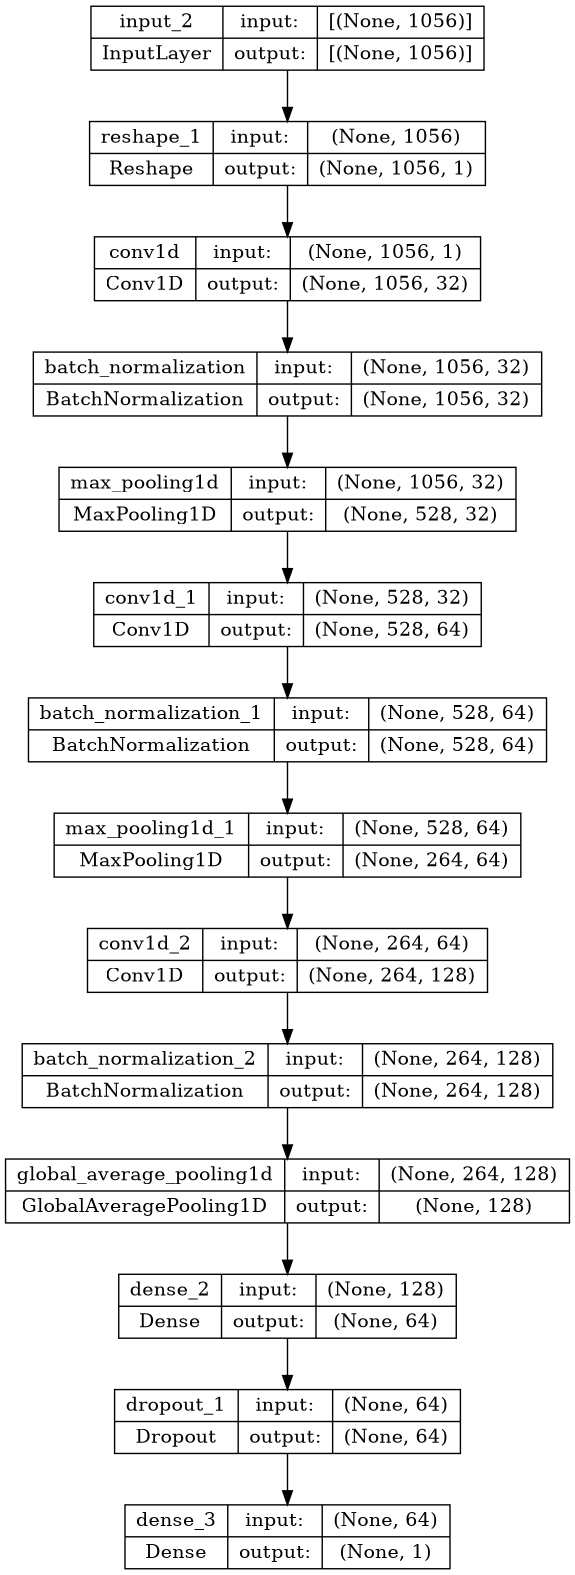 input_2 input: [(None, 1056)]
InputLayer output: [(None, 1056)]
reshape_1 input: (None, 1056)
Reshape output: (None, 1056, 1)
conv1d input: (None, 1056, 1)
Conv1D output: (None, 1056, 32)
batch_normalization input: (None, 1056, 32)
BatchNormalization output: (None, 1056, 32)
max_pooling1d input: (None, 1056, 32)
MaxPooling1D output: (None, 528, 32)
conv1d_1 input: (None, 528, 32)
Conv1D output: (None, 528, 64)
batch_normalization_1 input: (None, 528, 64)
BatchNormalization output: (None, 528, 64)
max_pooling1d_1 input: (None, 528, 64)
MaxPooling1D output: (None, 264, 64)
conv1d_2 input: (None, 264, 64)
Conv1D output: (None, 264, 128)
batch_normalization_2 input: (None, 264, 128)
BatchNormalization output: (None, 264, 128)
global_average_pooling1d input: (None, 264, 128)
GlobalAveragePooling1D output: (None, 128)
dense_2 input: (None, 128)
Dense output: (None, 64)
dropout_1 input: (None, 64)
Dropout output: (None, 64)
dense_3 input: (None, 64)
Dense output: (None, 1)